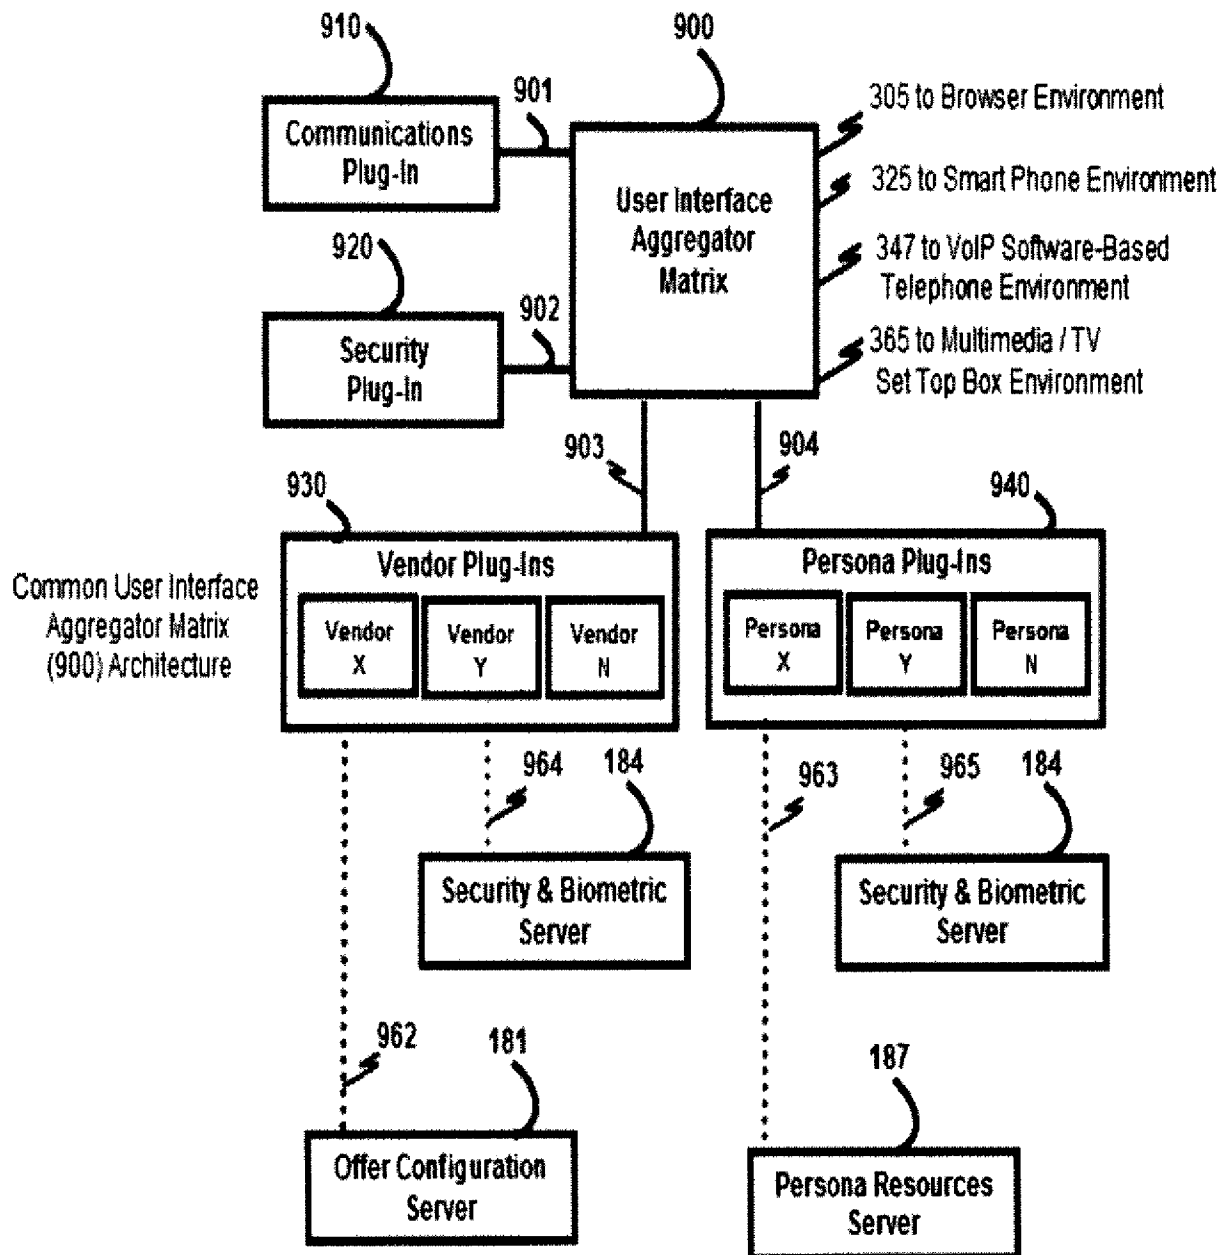 910
900
901
305 to Browser Environment
Communications
Plug-In
325 to Smart Phone Environment
User Interface
Aggregator
Matrix
920
347 to VoIP Software-Based
Telephone Environment
902
Security
Plug-In
365 to Multimedia / TV
Set Top Box Environment
903
904
930
940
Vendor Plug-Ins
Persona Plug-Ins
Common User Interface
Aggregator Matrix
(900) Architecture
Vendor
X
Vendor
Y
Vendor
N
Persona
X
Persona
Y
Persona
N
964
184
963
965
184
Security & Biometric
Server
Security & Biometric
Server
962
181
187
Offer Configuration
Server
Persona Resources
Server